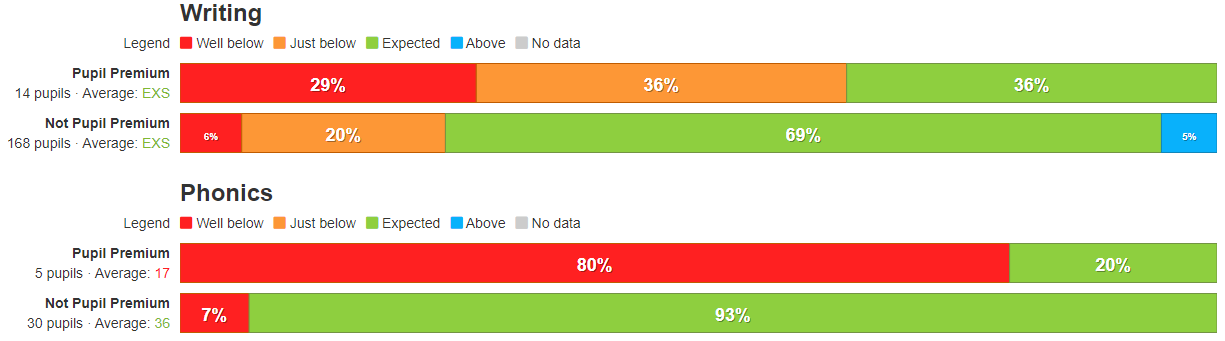 Writing
Legend Well below Just below Expected Above No data
Pupil Premium
14 pupils · Average: EXS
29% 36% 36%
Not Pupil Premium
168 pupils · Average: EXS
6% 20% 69% 5%
Phonics
Legend Well below Just below Expected Above No data
Pupil Premium
5 pupils · Average: 17
80% 20%
Not Pupil Premium
30 pupils · Average: 36
7% 93%